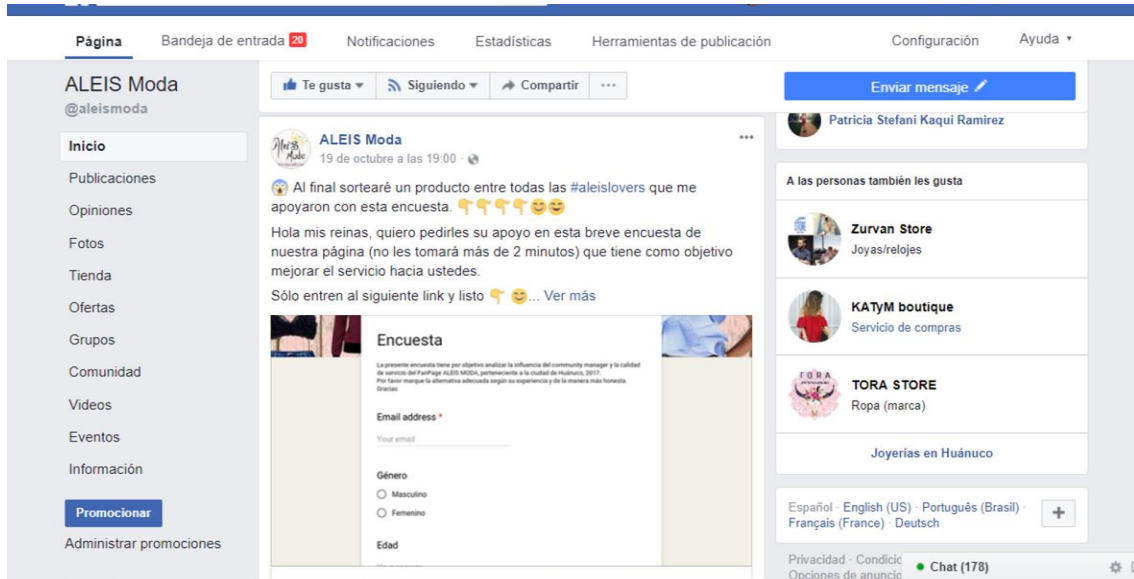 Página Bandeja de entrada 20 Notificaciones Estadísticas Herramientas de publicación Configuración Ayuda
ALEIS Moda
@aleismoda
Inicio
Publicaciones
Opiniones
Fotos
Tienda
Ofertas
Grupos
Comunidad
Videos
Eventos
Información
Promocionar
Administrar promociones
Te gusta Siguiendo Compartir ...
ALEIS Moda
19 de octubre a las 19:00 ·
😱 Al final sortearé un producto entre todas las #aleislovers que me
apoyaron con esta encuesta. 👇👇👇👇😊😊
Hola mis reinas, quiero pedirles su apoyo en esta breve encuesta de
nuestra página (no les tomará más de 2 minutos) que tiene como objetivo
mejorar el servicio hacia ustedes.
Sólo entren al siguiente link y listo 👇 😊... Ver más
Encuesta
La presente encuesta tiene por objetivo analizar la influencia del community manager y la calidad
de servicio del FanPage ALEIS MODA, perteneciente a la ciudad de Huánuco, 2017.
Por favor marque la alternativa adecuada según su experiencia y de la manera más honesta.
Gracias
Email address *
Your email
Género
Masculino
Femenino
Edad
Enviar mensaje
Patricia Stefani Kaqui Ramirez
A las personas también les gusta
Zurvan Store
Joyas/relojes
KATyM boutique
Servicio de compras
TORA
TORA STORE
Ropa (marca)
Joyerías en Huánuco
Español · English (US) · Português (Brasil) ·
Français (France) · Deutsch
+
Privacidad · Condicio
Opciones de anuncio
Chat (178)